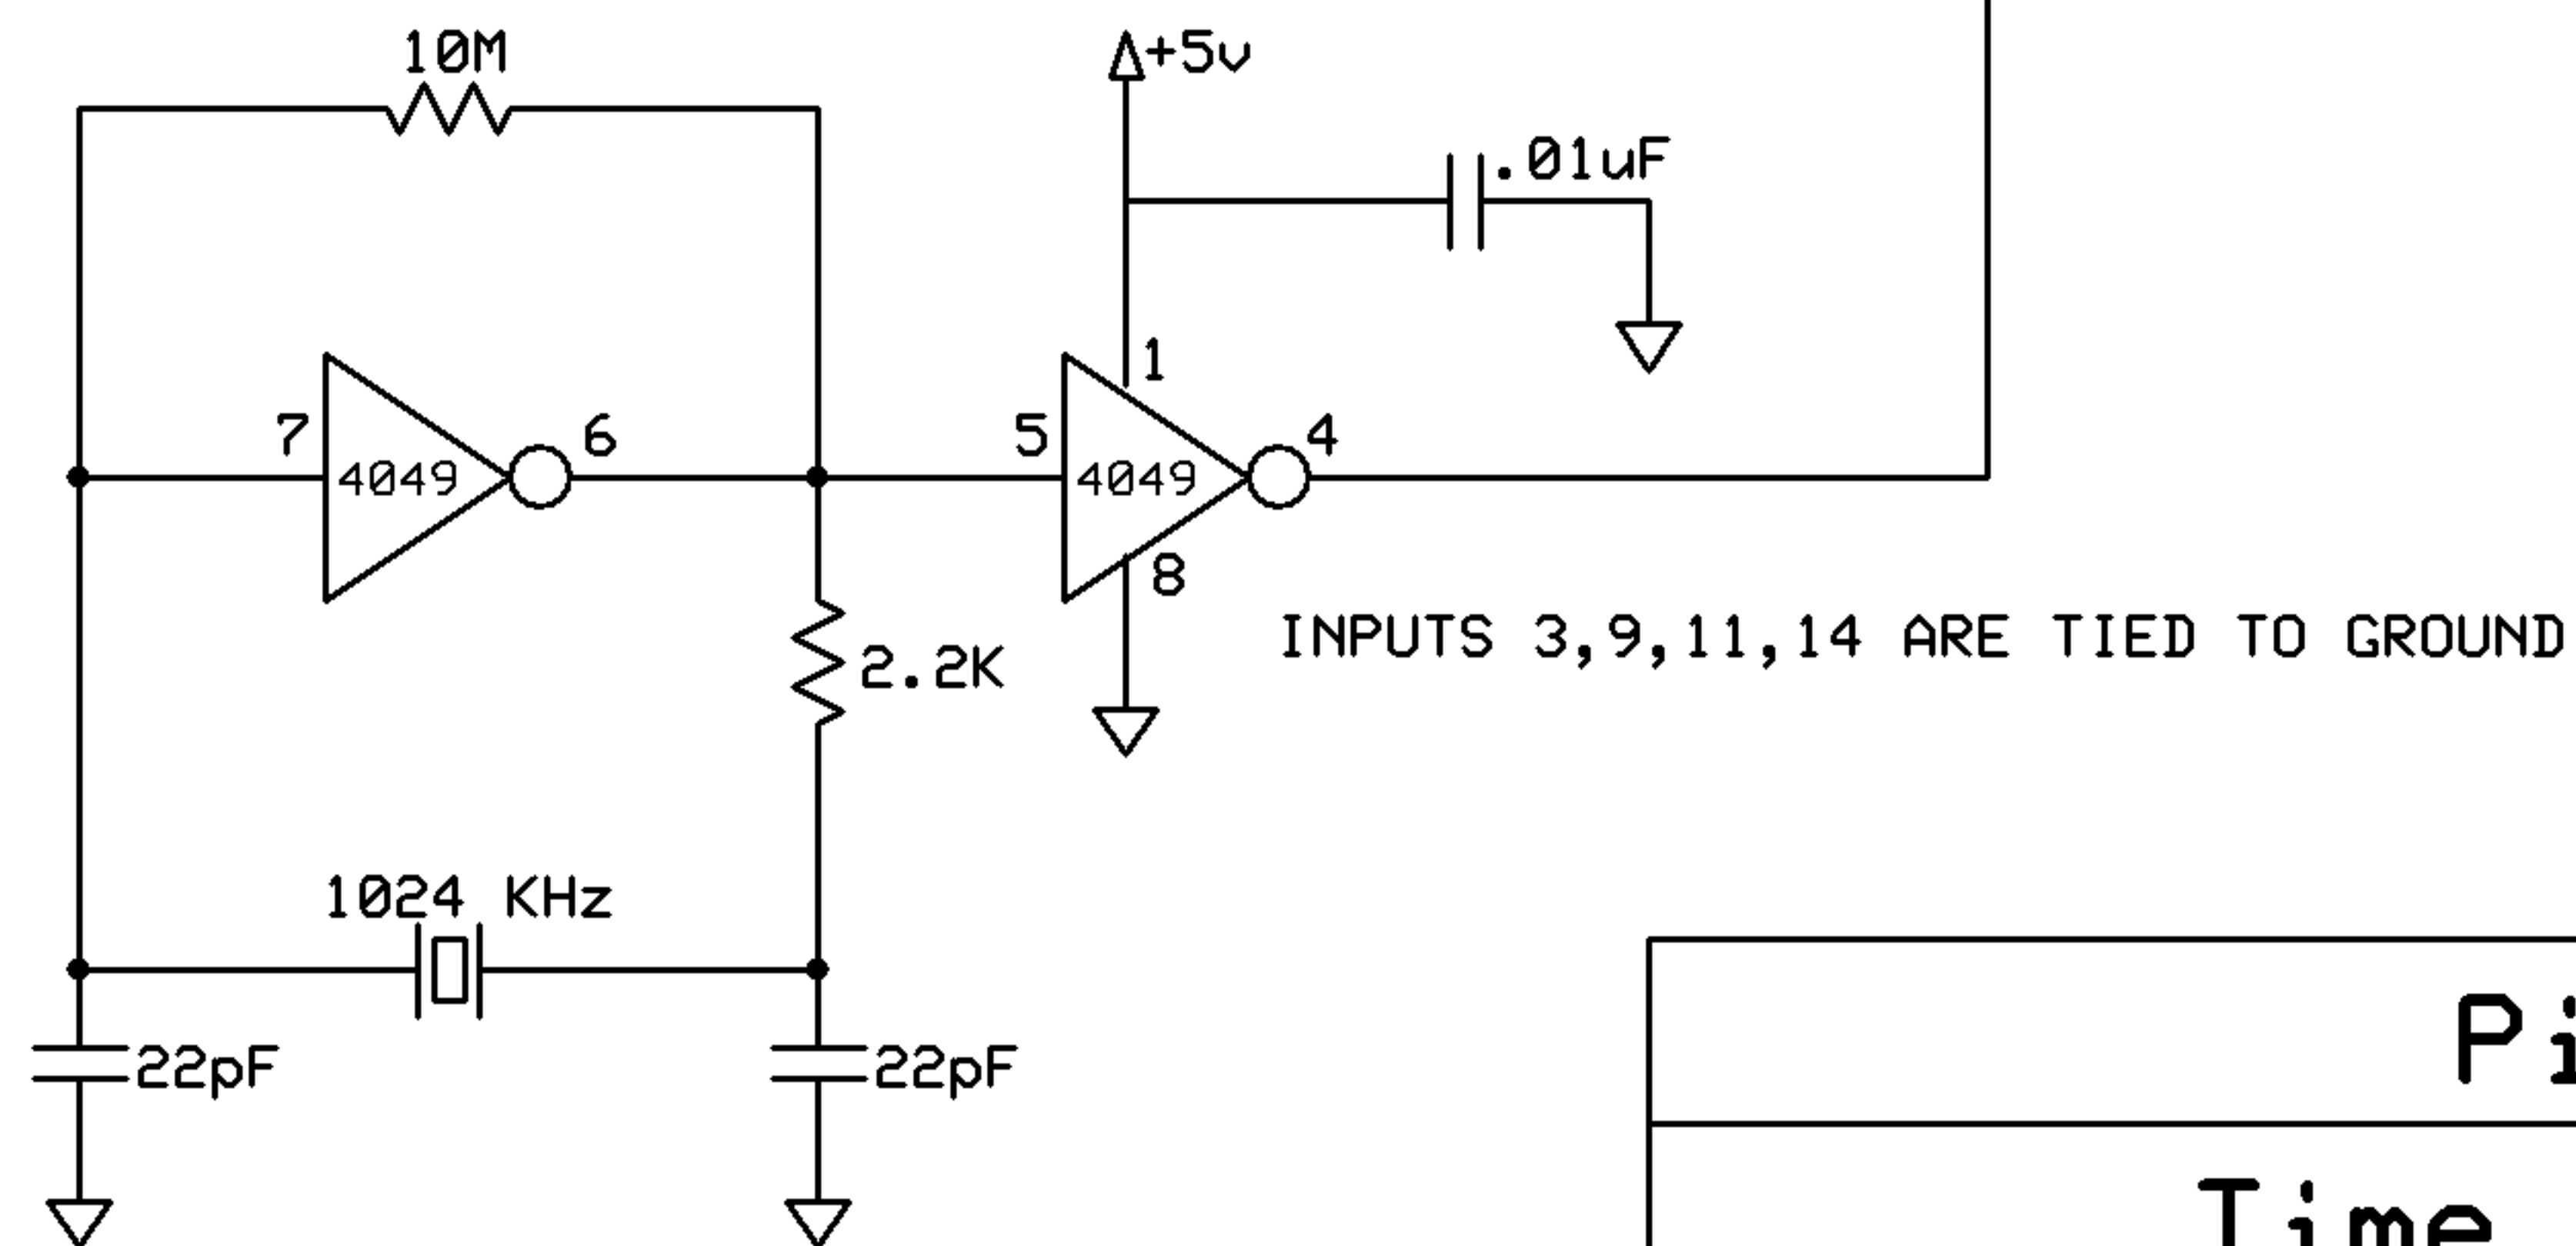 10M
+5v
.01uF
1
7
4049
6
5
4049
4
8
INPUTS 3,9,11,14 ARE TIED TO GROUND
2.2K
1024 KHz
22pF
22pF
Pi
Time